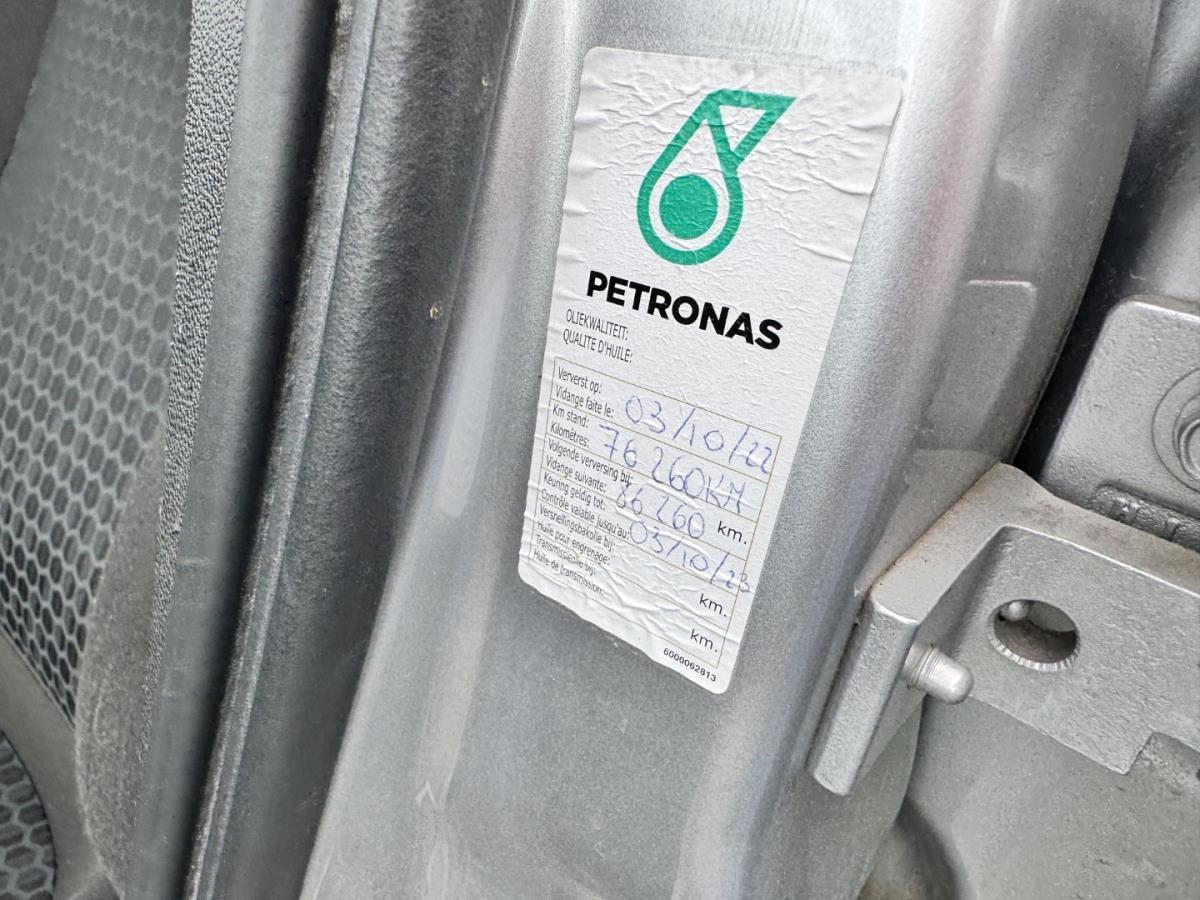 PETRONAS
OLIEKWALITEIT:
QUALITE D'HUILE:
Ververst op:
Vidange faite le: 03/10/22
Km stand:
Kilomètres: 76 260KM
Volgende verversing bij:
Vidange suivante: 86 260 km.
Keuring geldig tot:
Contrôle valable jusqu'au: 03/10/23
Versnellingsbakolie bij:
Huile pour engrenage: km.
Transmissieolie bij:
Huile de transmission: km.
6000062813